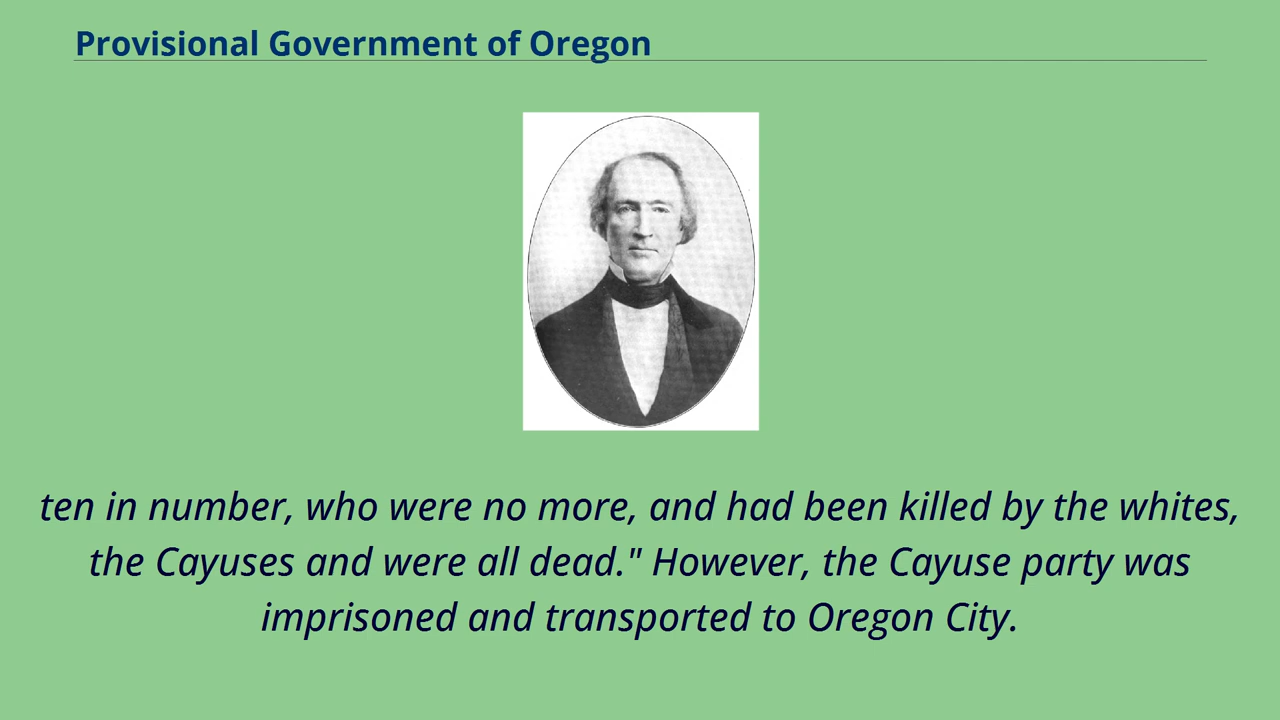 Provisional Government of Oregon
ten in number, who were no more, and had been killed by the whites,
the Cayuses and were all dead." However, the Cayuse party was
imprisoned and transported to Oregon City.